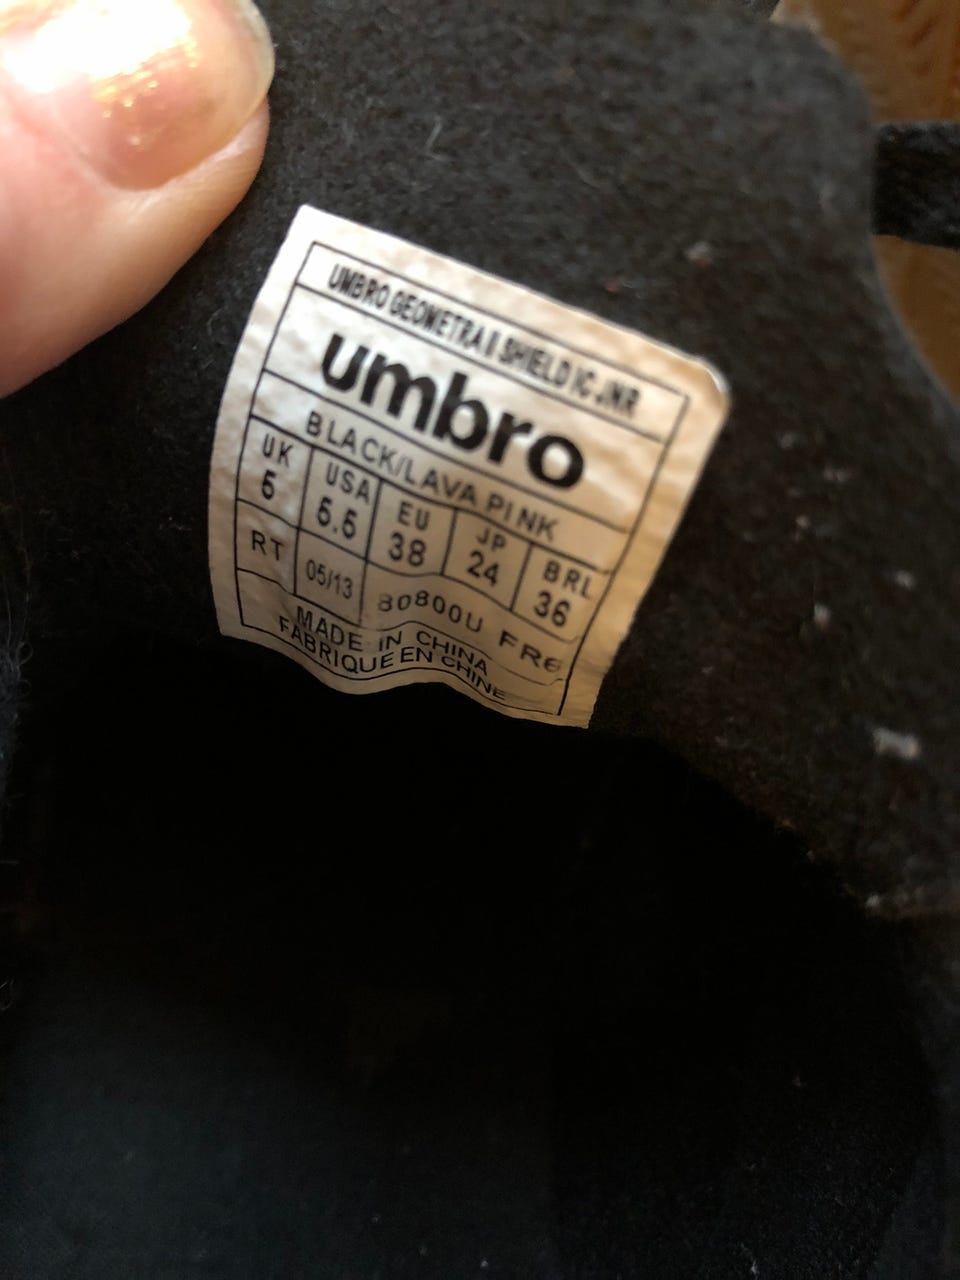 UMBRO GEOMETRA II SHIELD IC JNR
umbro
BLACK/LAVA PINK
UK USA EU JP BRL
5 5.5 38 24 36
RT 05/13 80800U FR6
MADE IN CHINA
FABRIQUE EN CHINE